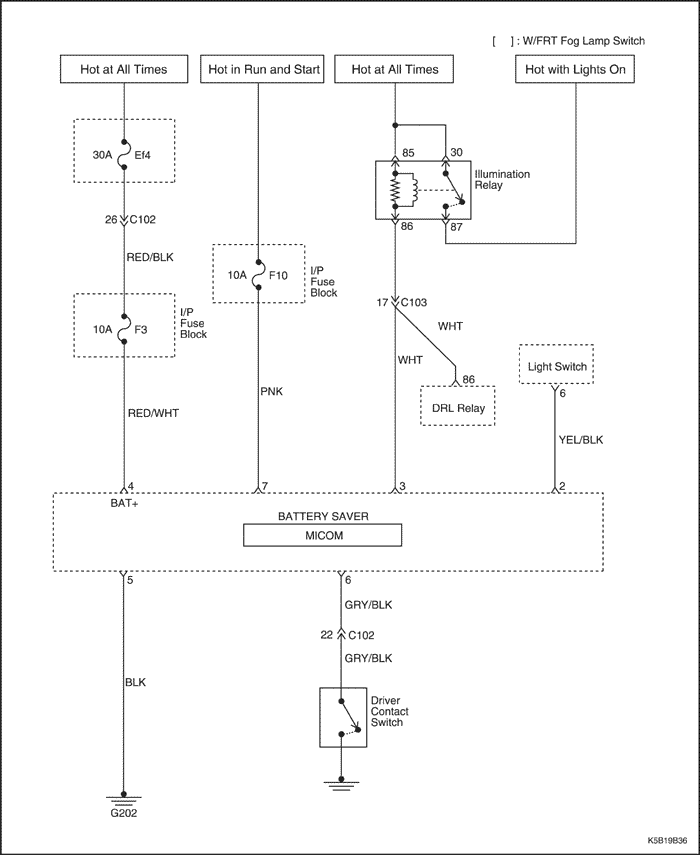 [ ] : W/FRT Fog Lamp Switch
Hot at All Times
Hot in Run and Start
Hot at All Times
Hot with Lights On
30A
Ef4
85
30
Illumination
Relay
86
87
26
C102
RED/BLK
10A
F10
I/P
Fuse
Block
10A
F3
I/P
Fuse
Block
17
C103
WHT
WHT
86
DRL Relay
Light Switch
6
RED/WHT
PNK
YEL/BLK
4
7
3
2
BAT+
BATTERY SAVER
MICOM
5
6
GRY/BLK
22
C102
GRY/BLK
BLK
Driver
Contact
Switch
G202
K5B19B36